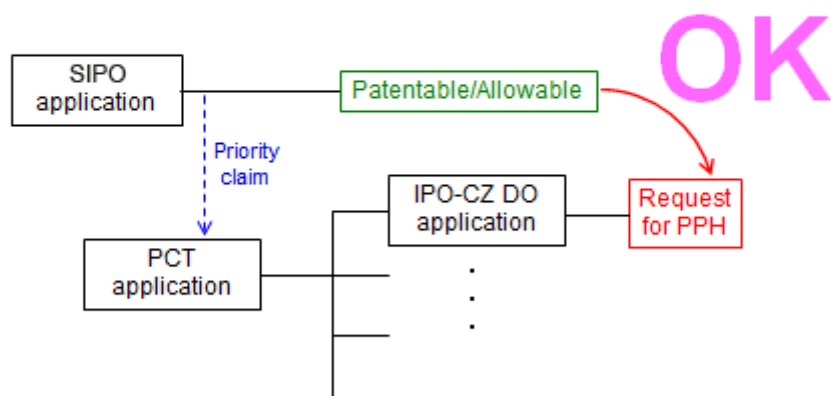 OK
SIPO
application
Patentable/Allowable
Priority
claim
IPO-CZ DO
application
Request
for PPH
PCT
application